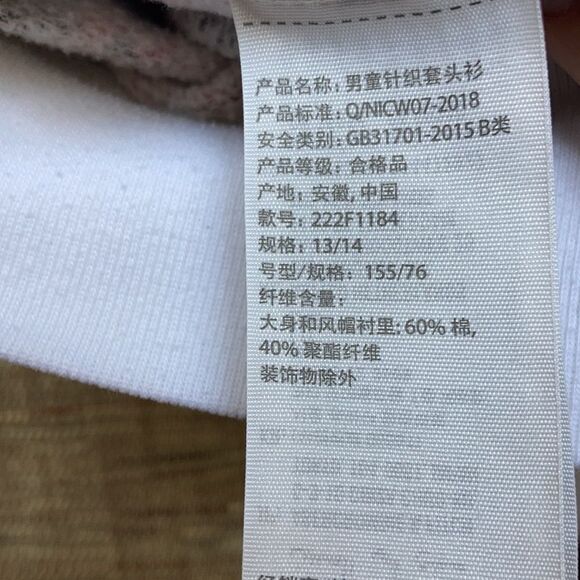 产品名称: 男童针织套头衫
产品标准: Q/NICW07-2018
安全类别: GB31701-2015 B类
产品等级: 合格品
产地: 安徽, 中国
款号: 222F1184
规格: 13/14
号型/规格: 155/76
纤维含量:
大身和风帽衬里: 60% 棉,
40% 聚酯纤维
装饰物除外